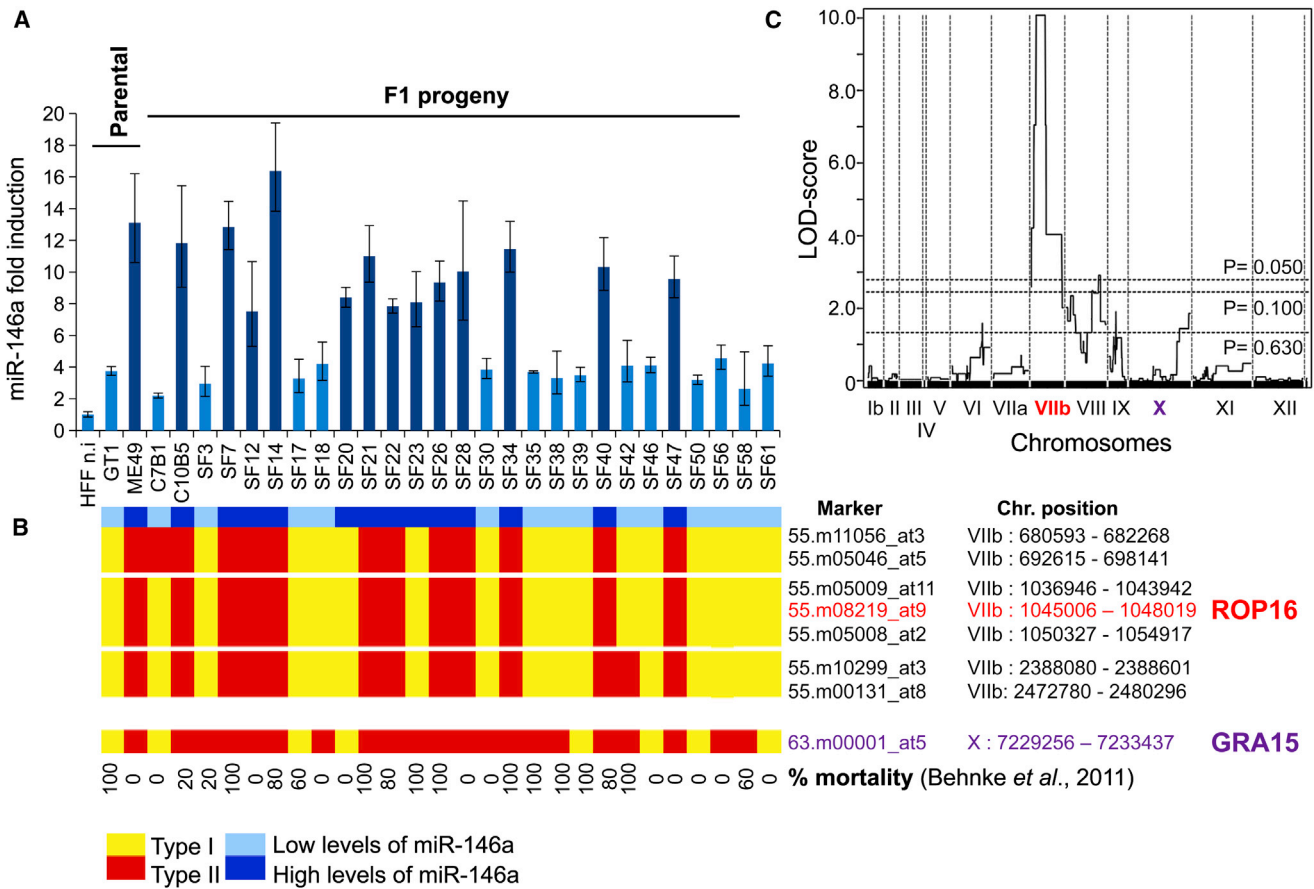 A
Parental
F1 progeny
miR-146a fold induction
20
18
16
14
12
10
8
6
4
2
0
HFF n.i
GT1
ME49
C7B1
C10B5
SF3
SF7
SF12
SF14
SF17
SF18
SF20
SF21
SF22
SF23
SF26
SF28
SF30
SF34
SF35
SF38
SF39
SF40
SF42
SF46
SF47
SF50
SF56
SF58
SF61
C
LOD-score
10.0
8.0
6.0
4.0
2.0
0
P= 0.050
P= 0.100
P= 0.630
Ib II III IV V VI VIIa VIIb VIII IX X XI XII
Chromosomes
B
Marker Chr. position
55.m11056_at3 VIIb : 680593 - 682268
55.m05046_at5 VIIb : 692615 - 698141
55.m05009_at11 VIIb : 1036946 - 1043942
55.m08219_at9 VIIb : 1045006 – 1048019 ROP16
55.m05008_at2 VIIb : 1050327 - 1054917
55.m10299_at3 VIIb : 2388080 - 2388601
55.m00131_at8 VIIb: 2472780 - 2480296
63.m00001_at5 X : 7229256 – 7233437 GRA15
100 0 0 20 20 100 0 80 60 0 0 100 80 0 100 100 0 0 100 0 100 100 80 100 0 0 0 0 60 0
% mortality (Behnke et al., 2011)
Type I
Type II
Low levels of miR-146a
High levels of miR-146a